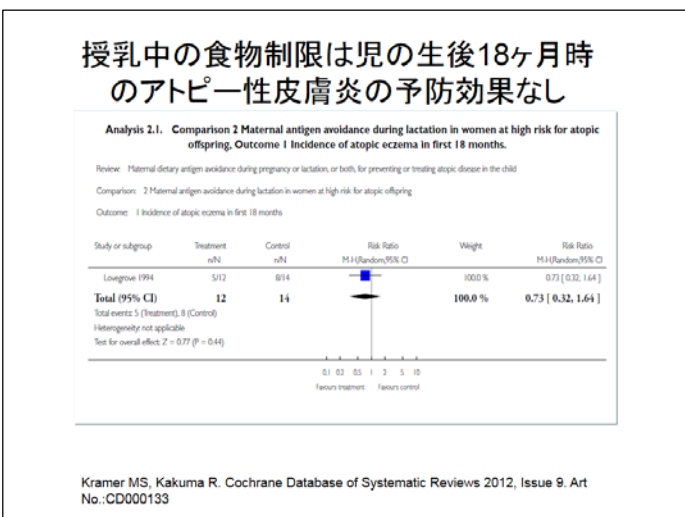 授乳中の食物制限は児の生後18ヶ月時
のアトピー性皮膚炎の予防効果なし
Analysis 2.1. Comparison 2 Maternal antigen avoidance during lactation in women at high risk for atopic
offspring, Outcome 1 Incidence of atopic eczema in first 18 months.
Review: Maternal dietary antigen avoidance during pregnancy or lactation, or both, for preventing or treating atopic disease in the child
Comparison: 2 Maternal antigen avoidance during lactation in women at high risk for atopic offspring
Outcome: 1 Incidence of atopic eczema in first 18 months
Study or subgroup Treatment Control Risk Ratio Weight Risk Ratio
n/N n/N M-H,Random,95% CI M-H,Random,95% CI
Lovegrove 1994 5/12 8/14 100.0 % 0.73 [ 0.32, 1.64 ]
Total (95% CI) 12 14 100.0 % 0.73 [ 0.32, 1.64 ]
Total events: 5 (Treatment), 8 (Control)
Heterogeneity: not applicable
Test for overall effect: Z = 0.77 (P = 0.44)
0.1 0.2 0.5 1 2 5 10
Favours treatment Favours control
Kramer MS, Kakuma R. Cochrane Database of Systematic Reviews 2012, Issue 9. Art
No.:CD000133